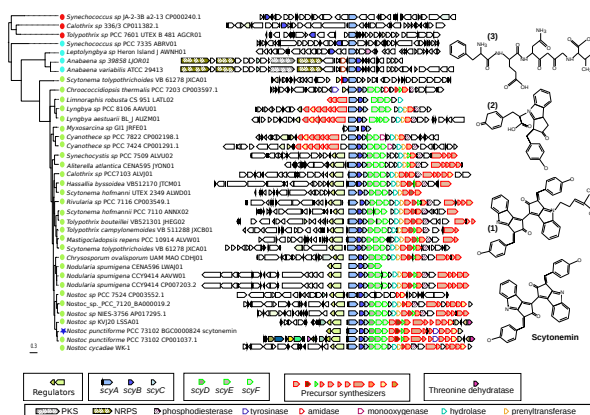 Synechococcus sp JA-2-3B a2-13 CP000240.1
Calothrix sp 336/3 CP011382.1
Tolypothrix sp PCC 7601 UTEX B 481 AGCR01
Synechococcus sp PCC 7335 ABRV01
Leptolyngbya sp Heron Island J AWNH01
Anabaena sp 39858 LJOR01
Anabaena variabilis ATCC 29413
Scytonema tolypothrichoides VB 61278 JXCA01
Chroococcidiopsis thermalis PCC 7203 CP003597.1
Limnoraphis robusta CS 951 LATL02
Lyngbya sp PCC 8106 AAVU01
Lyngbya aestuarii BL J AUZM01
Myxosarcina sp GI1 JRFE01
Cyanothece sp PCC 7822 CP002198.1
Cyanothece sp PCC 7424 CP001291.1
Synechocystis sp PCC 7509 ALVU02
Aliterella atlantica CENA595 JYON01
Calothrix sp PCC7103 ALVJ01
Hassallia byssoidea VB512170 JTCM01
Scytonema hofmanni UTEX 2349 ALWD01
Rivularia sp PCC 7116 CP003549.1
Scytonema hofmanni PCC 7110 ANNX02
Tolypothrix bouteillei VB521301 JHEG02
Tolypothrix campylonemoides VB 511288 JXCB01
Mastigocladopsis repens PCC 10914 ALVW01
Scytonema tolypothrichoides VB 61278 JXCA01
Chrysosporum ovalisporum UAM MAO CDHJ01
Nodularia spumigena CENA596 LWAJ01
Nodularia spumigena CCY9414 AAVW01
Nodularia spumigena CCY9414 CP007203.2
Nostoc sp PCC 7524 CP003552.1
Nostoc_sp._PCC_7120_BA000019.2
Nostoc sp NIES-3756 AP017295.1
Nostoc sp KVJ20 LSSA01
Nostoc punctiforme PCC 73102 BGC0000824 scytonemin
Nostoc punctiforme PCC 73102 CP001037.1
Nostoc cycadae WK-1
0.3
(3)
(2)
(1)
Scytonemin
Regulators
scyA scyB scyC
scyD scyE scyF
Precursor synthesizers
Threonine dehydratase
PKS NRPS phosphodiesterase tyrosinase amidase monooxygenase hydrolase prenyltransferase